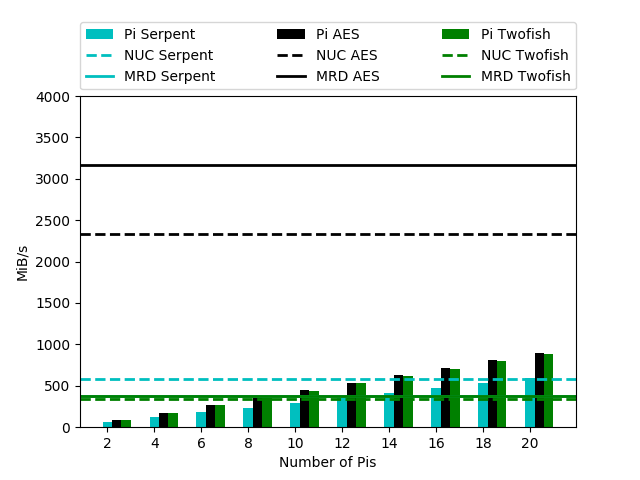 Pi Serpent Pi AES Pi Twofish
NUC Serpent NUC AES NUC Twofish
MRD Serpent MRD AES MRD Twofish
4000
3500
3000
2500
2000
1500
1000
500
0
MiB/s
2 4 6 8 10 12 14 16 18 20
Number of Pis